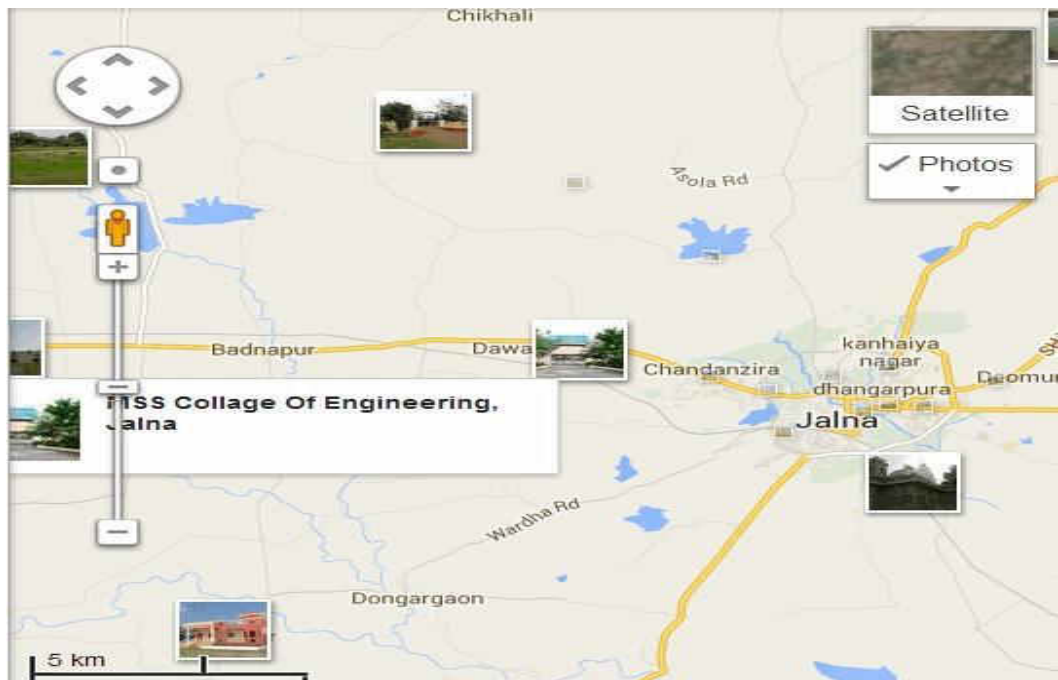 Chikhali
Satellite
Photos
Asola Rd
Badnapur
Dawa
Chandanzira
kanhaiya
nagar
Deomur
dhangarpura
Jalna
MSS Collage Of Engineering,
Jalna
Wardha Rd
Dongargaon
5 km